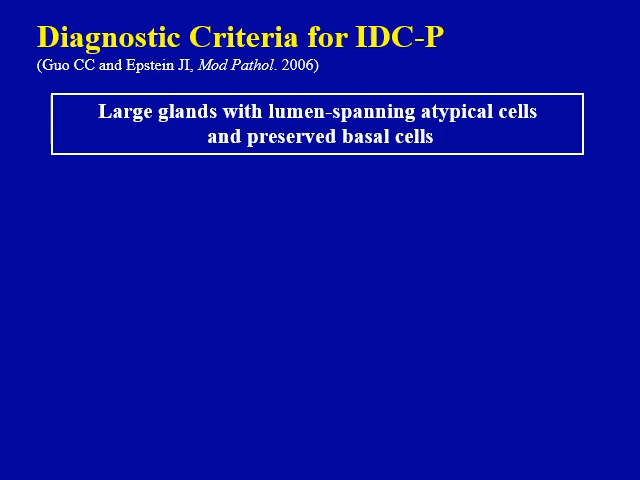 Diagnostic Criteria for IDC-P
(Guo CC and Epstein JI, Mod Pathol. 2006)
Large glands with lumen-spanning atypical cells
and preserved basal cells